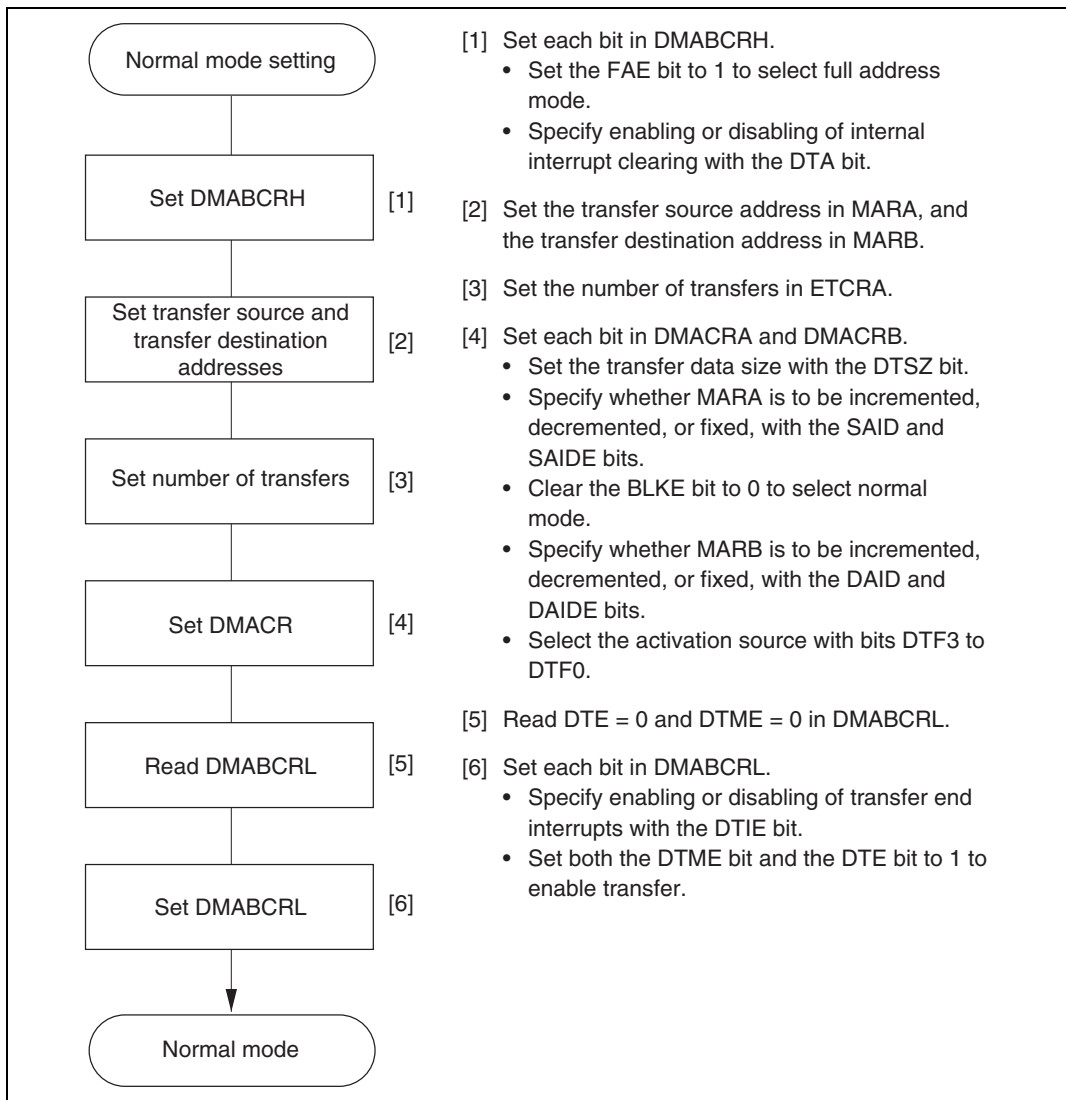 Normal mode setting
Set DMABCRH
[1]
Set transfer source and
transfer destination
addresses
[2]
Set number of transfers
[3]
Set DMACR
[4]
Read DMABCRL
[5]
Set DMABCRL
[6]
Normal mode
[1] Set each bit in DMABCRH.
• Set the FAE bit to 1 to select full address
mode.
• Specify enabling or disabling of internal
interrupt clearing with the DTA bit.
[2] Set the transfer source address in MARA, and
the transfer destination address in MARB.
[3] Set the number of transfers in ETCRA.
[4] Set each bit in DMACRA and DMACRB.
• Set the transfer data size with the DTSZ bit.
• Specify whether MARA is to be incremented,
decremented, or fixed, with the SAID and
SAIDE bits.
• Clear the BLKE bit to 0 to select normal
mode.
• Specify whether MARB is to be incremented,
decremented, or fixed, with the DAID and
DAIDE bits.
• Select the activation source with bits DTF3 to
DTF0.
[5] Read DTE = 0 and DTME = 0 in DMABCRL.
[6] Set each bit in DMABCRL.
• Specify enabling or disabling of transfer end
interrupts with the DTIE bit.
• Set both the DTME bit and the DTE bit to 1 to
enable transfer.